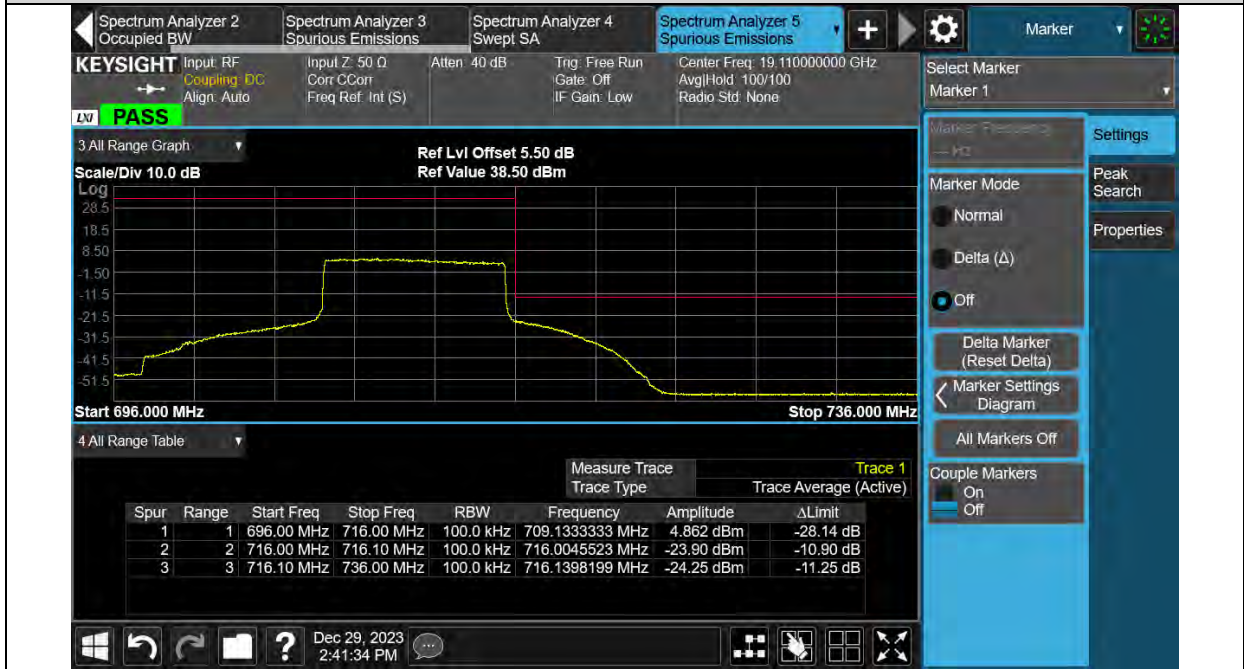 Spectrum Analyzer 2
Occupied BW
Spectrum Analyzer 3
Spurious Emissions
Spectrum Analyzer 4
Swept SA
Spectrum Analyzer 5
Spurious Emissions
+
Marker
KEYSIGHT
Input: RF
Coupling: DC
Align: Auto
Input Z: 50 Ω
Corr CCorr
Freq Ref: Int (S)
Atten: 40 dB
Trig: Free Run
Gate: Off
IF Gain: Low
Center Freq: 19.110000000 GHz
Avg|Hold: 100/100
Radio Std: None
LXI
PASS
Select Marker
Marker 1
3 All Range Graph
Ref Lvl Offset 5.50 dB
Scale/Div 10.0 dB
Ref Value 38.50 dBm
Log
28.5
18.5
8.50
-1.50
-11.5
-21.5
-31.5
-41.5
-51.5
Start 696.000 MHz
Stop 736.000 MHz
Marker Frequency
--- Hz
Settings
Marker Mode
Normal
Delta (Δ)
Off
Peak
Search
Properties
Delta Marker
(Reset Delta)
Marker Settings
Diagram
All Markers Off
Couple Markers
On
Off
4 All Range Table
Measure Trace Trace 1
Trace Type Trace Average (Active)
Spur Range Start Freq Stop Freq RBW Frequency Amplitude ΔLimit
1 1 696.00 MHz 716.00 MHz 100.0 kHz 709.1333333 MHz 4.862 dBm -28.14 dB
2 2 716.00 MHz 716.10 MHz 100.0 kHz 716.0045523 MHz -23.90 dBm -10.90 dB
3 3 716.10 MHz 736.00 MHz 100.0 kHz 716.1398199 MHz -24.25 dBm -11.25 dB
?
Dec 29, 2023
2:41:34 PM